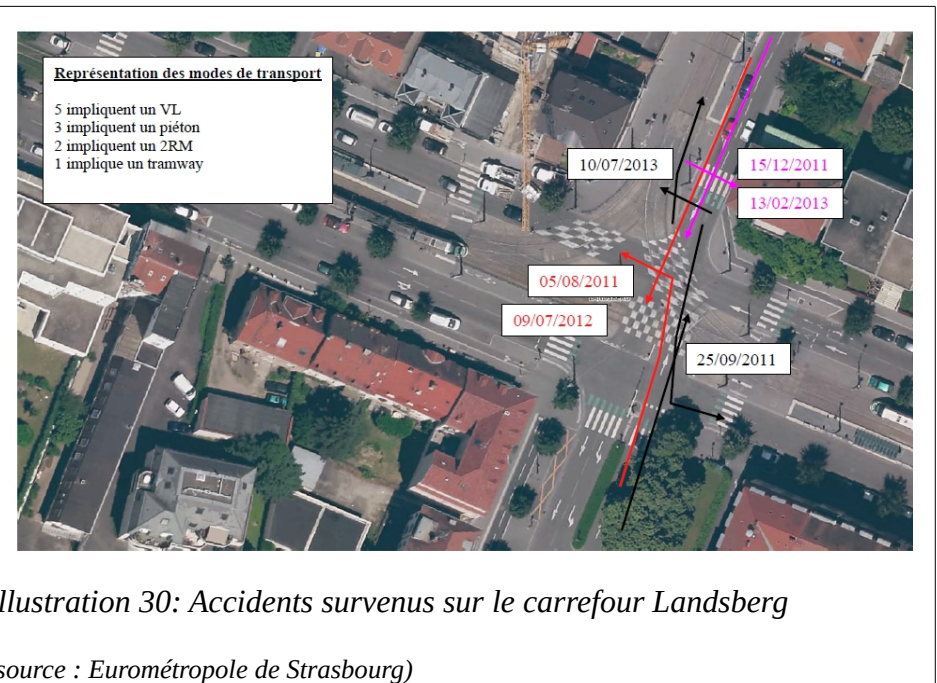 Représentation des modes de transport
5 impliquent un VL
3 impliquent un piéton
2 impliquent un 2RM
1 implique un tramway
10/07/2013
15/12/2011
13/02/2013
05/08/2011
09/07/2012
25/09/2011
llustration 30: Accidents survenus sur le carrefour Landsberg
source : Eurométropole de Strasbourg)